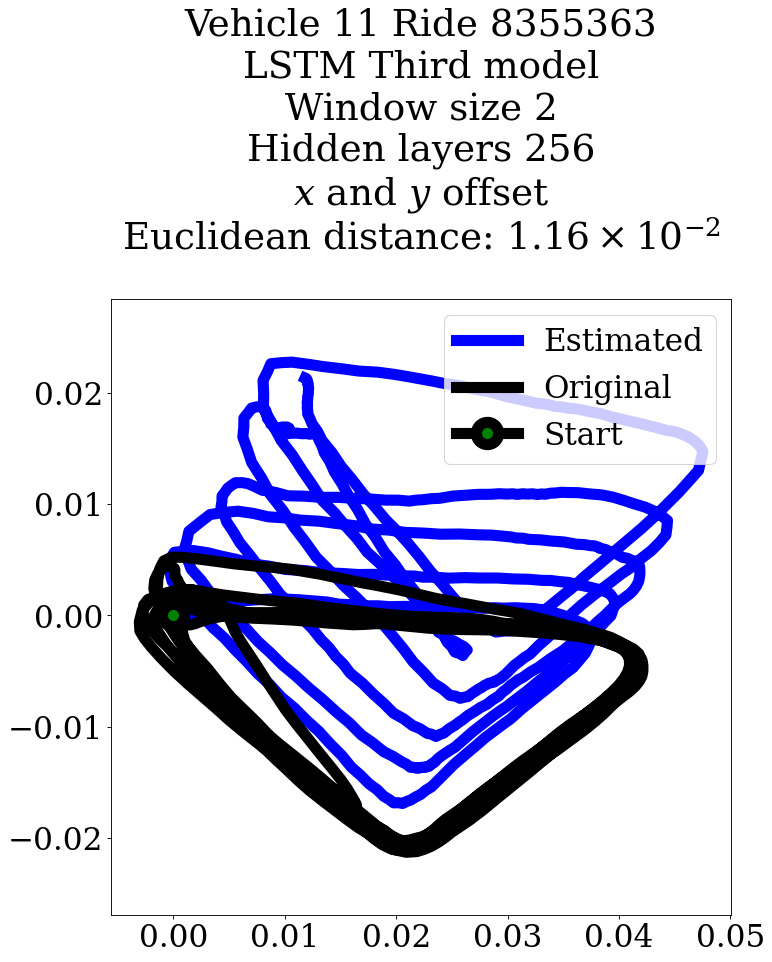 Vehicle 11 Ride 8355363
LSTM Third model
Window size 2
Hidden layers 256
x and y offset
Euclidean distance: 1.16 × 10⁻²
Estimated
Original
Start
0.02
0.01
0.00
−0.01
−0.02
0.00 0.01 0.02 0.03 0.04 0.05